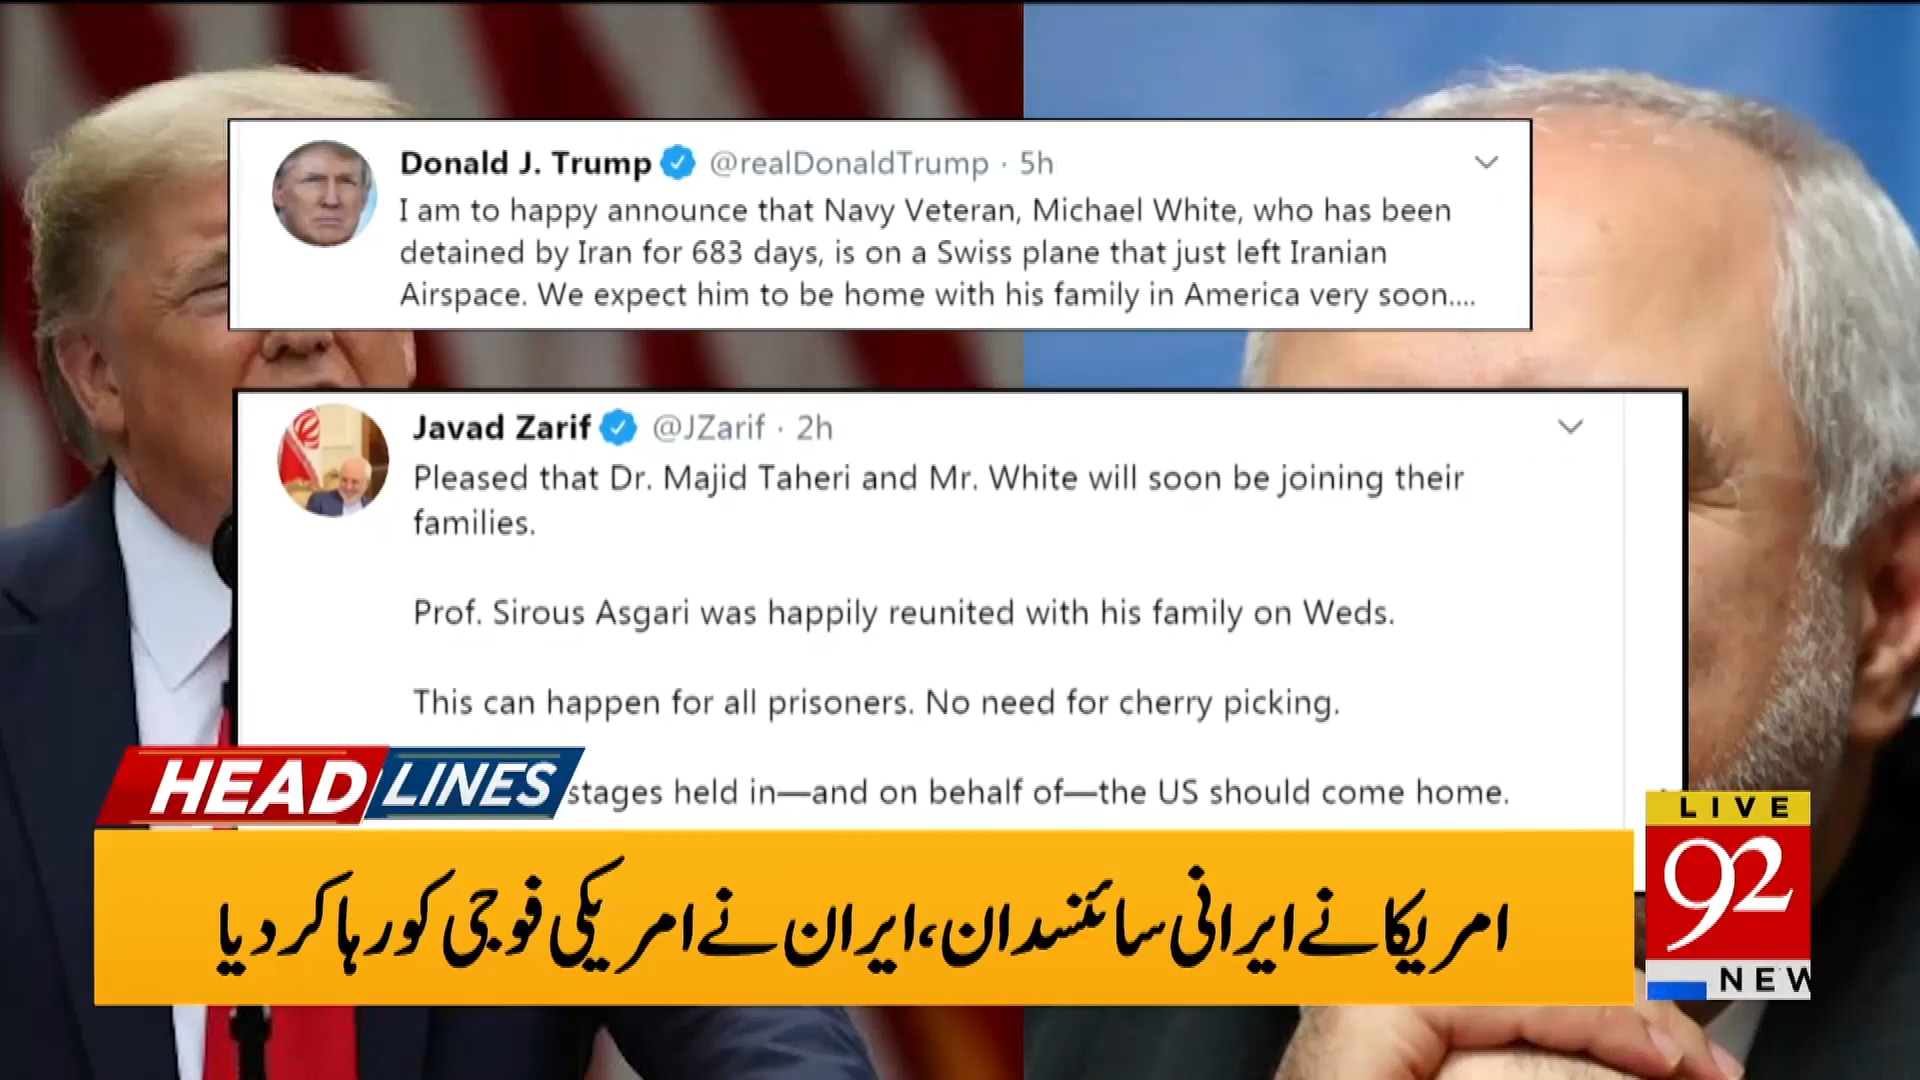 Donald J. Trump @realDonaldTrump · 5h
I am to happy announce that Navy Veteran, Michael White, who has been
detained by Iran for 683 days, is on a Swiss plane that just left Iranian
Airspace. We expect him to be home with his family in America very soon....
Javad Zarif @JZarif · 2h
Pleased that Dr. Majid Taheri and Mr. White will soon be joining their
families.
Prof. Sirous Asgari was happily reunited with his family on Weds.
This can happen for all prisoners. No need for cherry picking.
stages held in—and on behalf of—the US should come home.
HEADLINES
امریکا نے ایرانی سائنسدان، ایران نے امریکی فوجی کو رہا کر دیا
LIVE
92
NEW